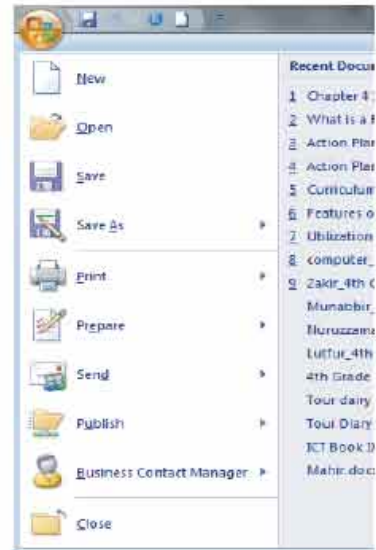 New
Open
Save
Save As
Print
Prepare
Send
Publish
Business Contact Manager
Close
Recent Docu
1 Chapter 4
2 What is a
3 Action Plan
4 Action Plan
5 Curriculum
6 Features o
7 Utilization
8 computer_
9 Zakir_4th
Munabbir_
Nuruzzama
Lutfur_4th
4th Grade
Tour dairy
Tour Diary
ICT Book
Mahir.doc